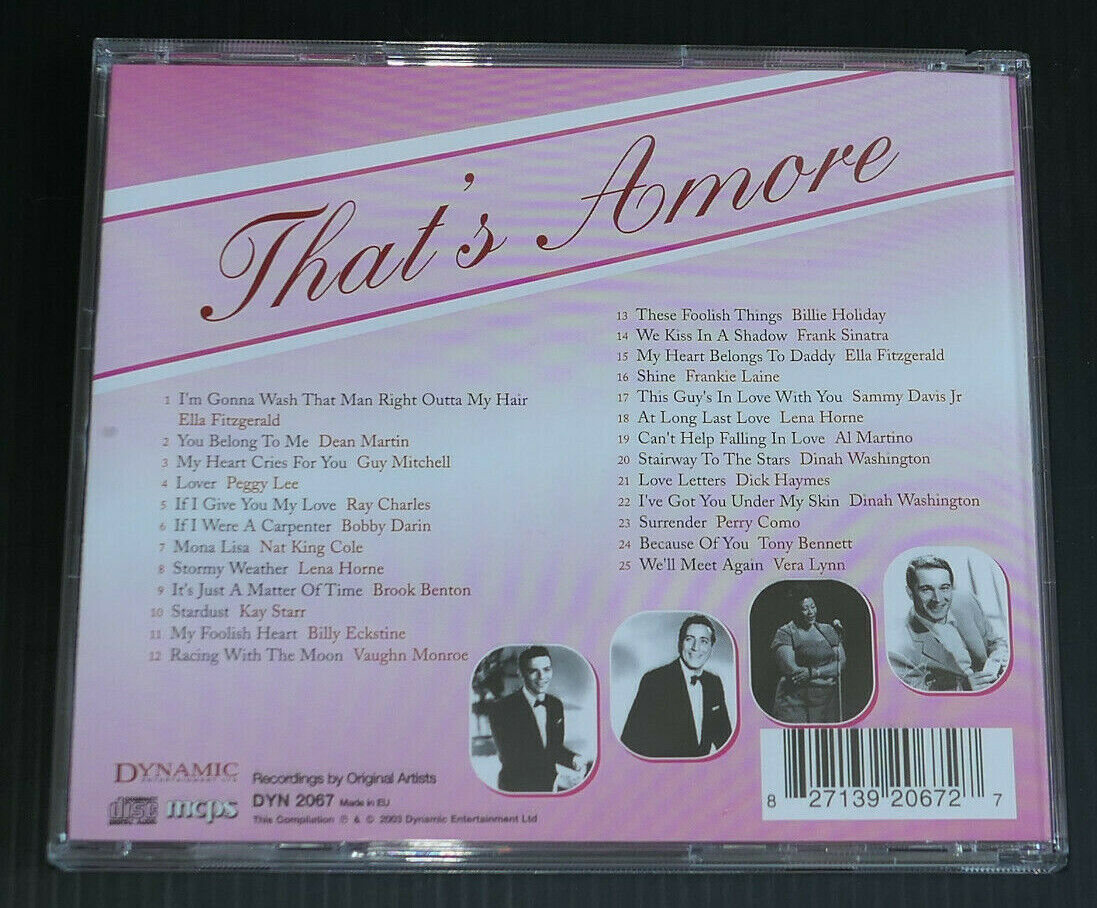 That's Amore
1 I'm Gonna Wash That Man Right Outta My Hair
Ella Fitzgerald
2 You Belong To Me Dean Martin
3 My Heart Cries For You Guy Mitchell
4 Lover Peggy Lee
5 If I Give You My Love Ray Charles
6 If I Were A Carpenter Bobby Darin
7 Mona Lisa Nat King Cole
8 Stormy Weather Lena Horne
9 It's Just A Matter Of Time Brook Benton
10 Stardust Kay Starr
11 My Foolish Heart Billy Eckstine
12 Racing With The Moon Vaughn Monroe
13 These Foolish Things Billie Holiday
14 We Kiss In A Shadow Frank Sinatra
15 My Heart Belongs To Daddy Ella Fitzgerald
16 Shine Frankie Laine
17 This Guy's In Love With You Sammy Davis Jr
18 At Long Last Love Lena Horne
19 Can't Help Falling In Love Al Martino
20 Stairway To The Stars Dinah Washington
21 Love Letters Dick Haymes
22 I've Got You Under My Skin Dinah Washington
23 Surrender Perry Como
24 Because Of You Tony Bennett
25 We'll Meet Again Vera Lynn
DYNAMIC
ENTERTAINMENT LTD
COMPACT
disc
DIGITAL AUDIO
mcps
Recordings by Original Artists
DYN 2067 Made in EU
This Compilation ℗ & © 2003 Dynamic Entertainment Ltd
8 27139 20672 7